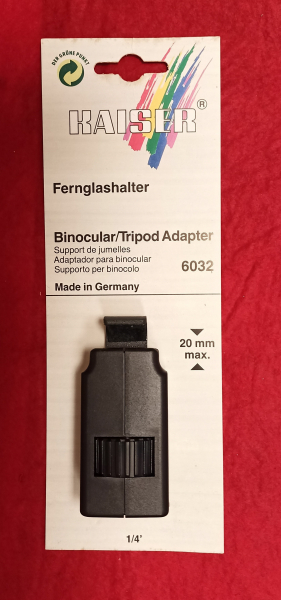 DER GRÜNE PUNKT
KAISER®
Fernglashalter
Binocular/Tripod Adapter
Support de jumelles
Adaptador para binocular
Supporto per binocolo
6032
Made in Germany
20 mm
max.
1/4'